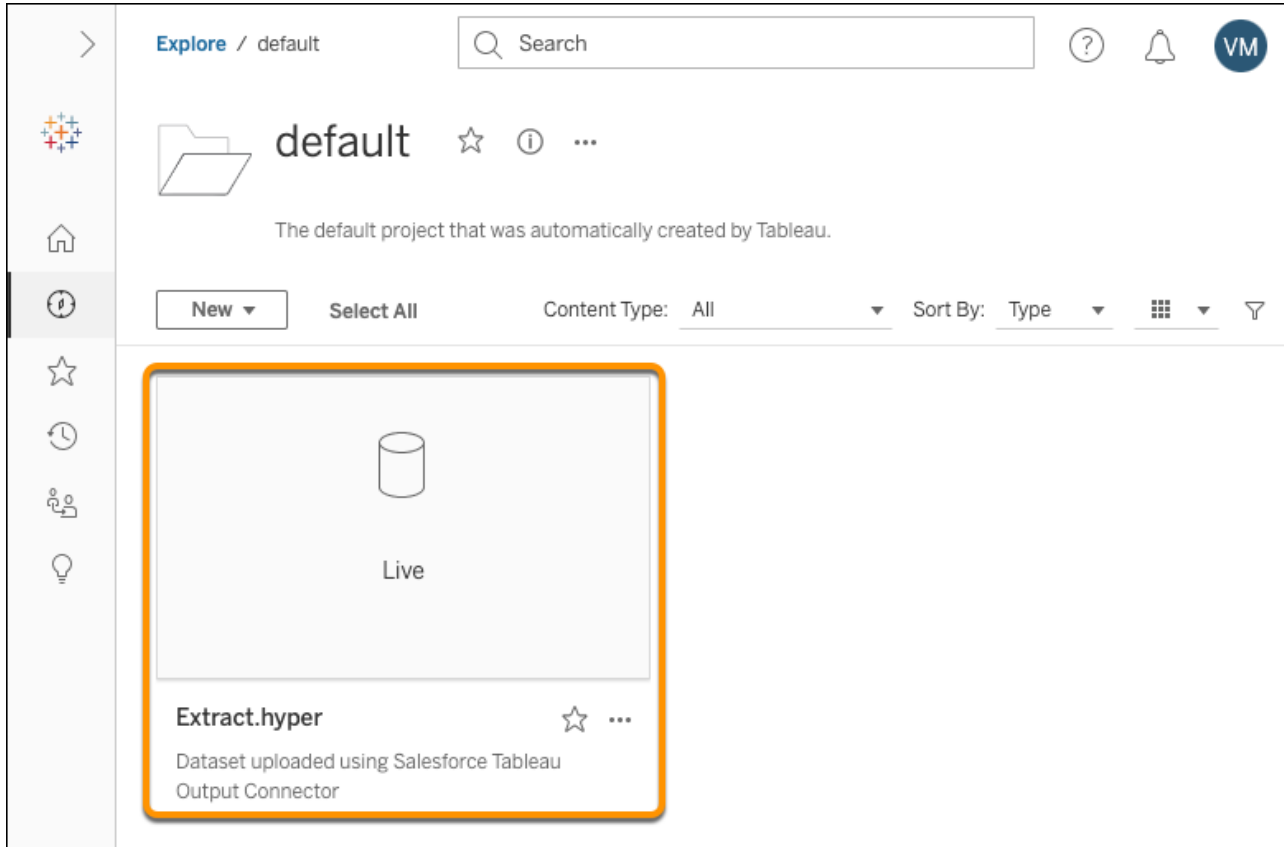 Explore / default
Search
VM
default
The default project that was automatically created by Tableau.
New
Select All
Content Type: All
Sort By: Type
Live
Extract.hyper
Dataset uploaded using Salesforce Tableau
Output Connector